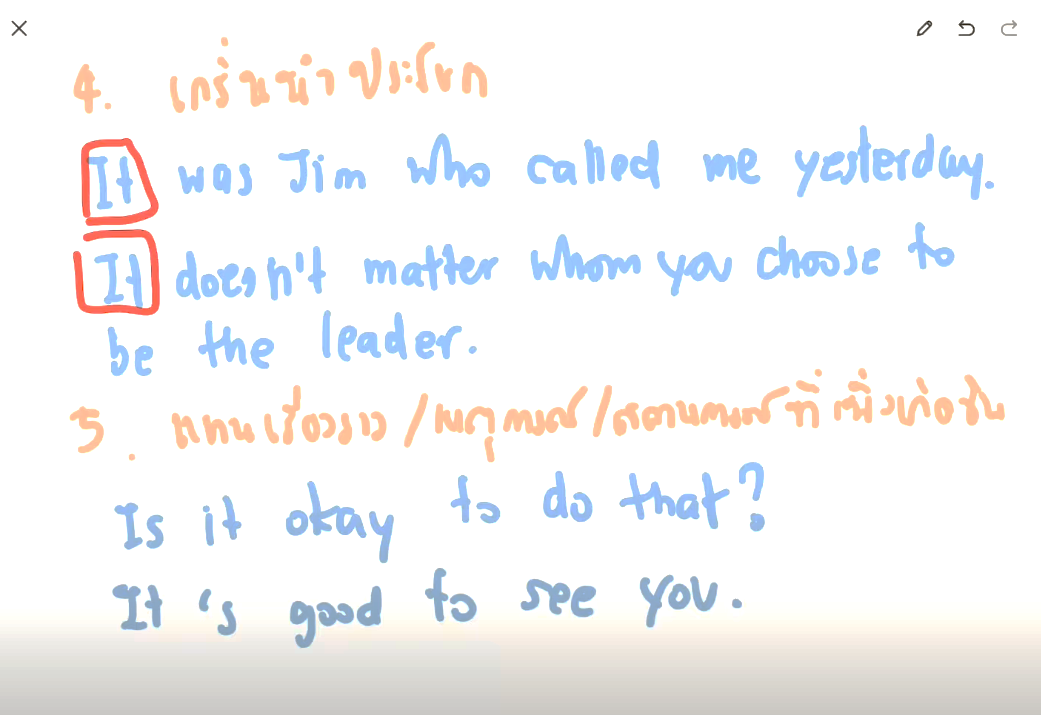 4. เกริ่นนำ ประโยค
It was Jim who called me yesterday.
It doesn't matter whom you choose to
be the leader.
5. แทนเรื่องราว /เหตุการณ์ /สถานการณ์ ที่เพิ่งเกิดขึ้น
Is it okay to do that?
It's good to see you.